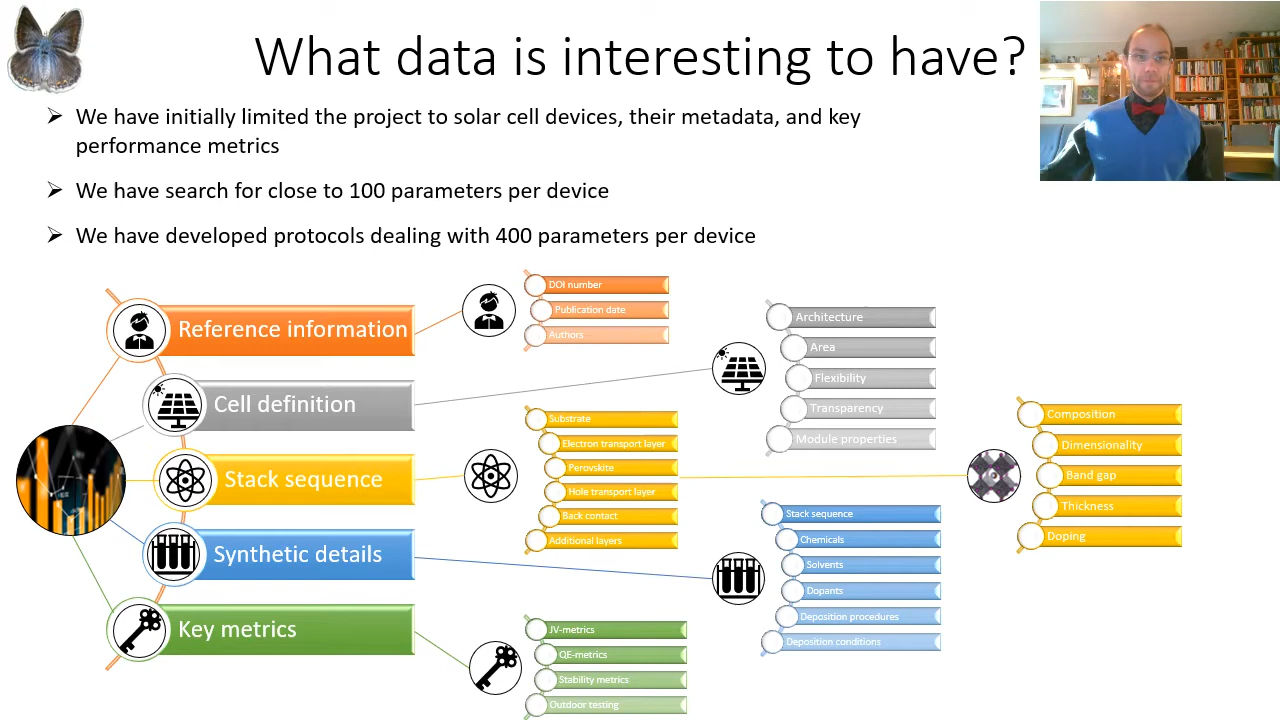 What data is interesting to have?
We have initially limited the project to solar cell devices, their metadata, and key
performance metrics
We have search for close to 100 parameters per device
We have developed protocols dealing with 400 parameters per device
Reference information
Cell definition
Stack sequence
Synthetic details
Key metrics
DOI number
Publication date
Authors
Architecture
Area
Flexibility
Transparency
Module properties
Substrate
Electron transport layer
Perovskite
Hole transport layer
Back contact
Additional layers
Composition
Dimensionality
Band gap
Thickness
Doping
Stack sequence
Chemicals
Solvents
Dopants
Deposition procedures
Deposition conditions
JV-metrics
QE-metrics
Stability metrics
Outdoor testing